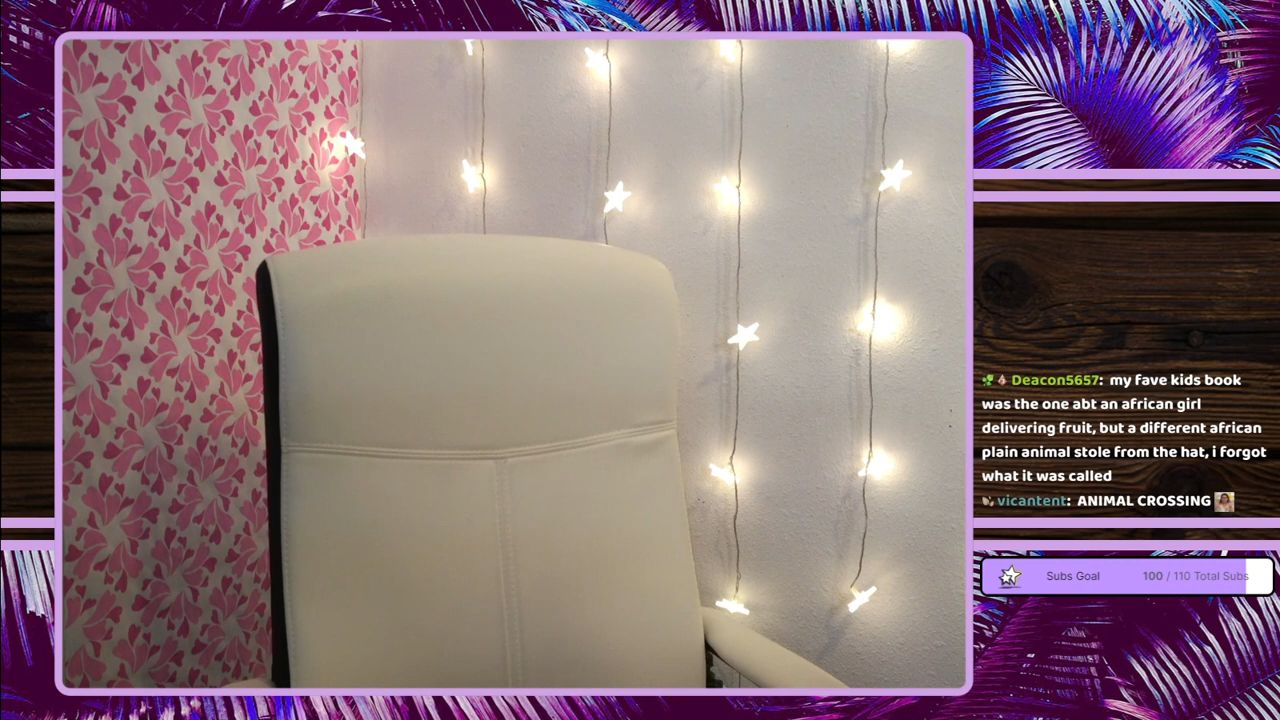 Deacon5657: my fave kids book
was the one abt an african girl
delivering fruit, but a different african
plain animal stole from the hat, i forgot
what it was called
vicantent: ANIMAL CROSSING
Subs Goal 100 / 110 Total Subs